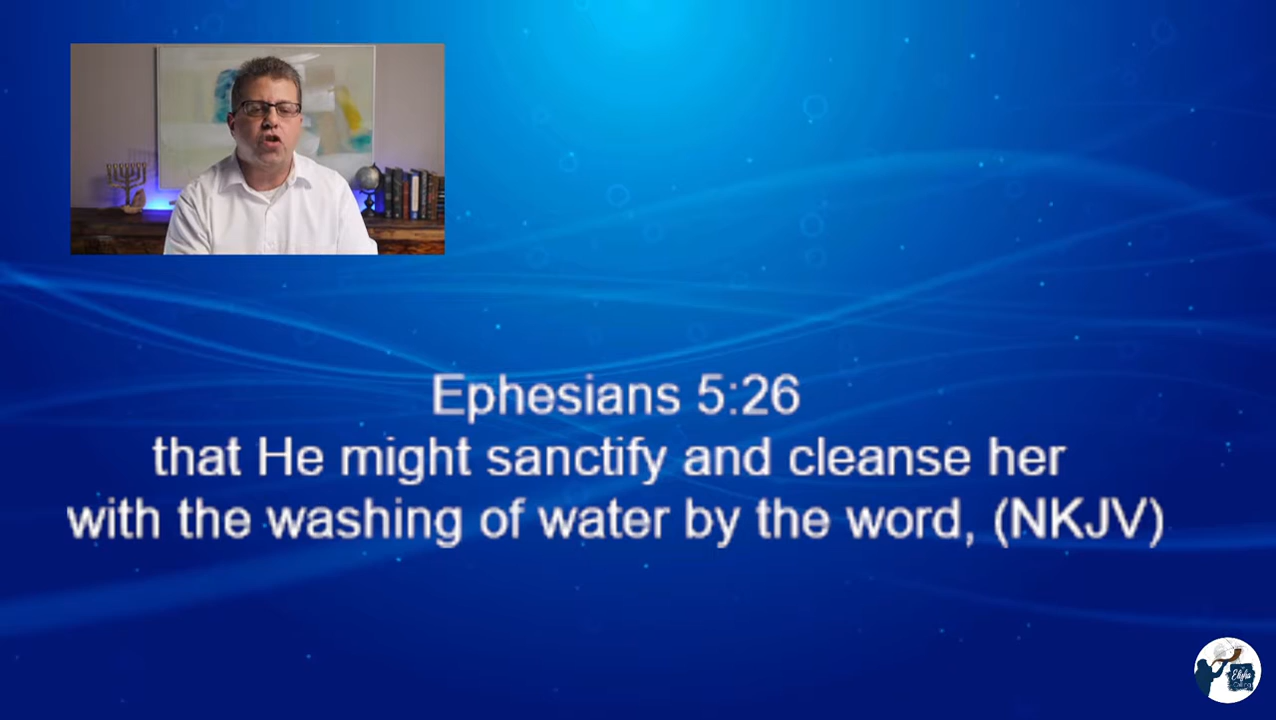 Ephesians 5:26
that He might sanctify and cleanse her
with the washing of water by the word, (NKJV)